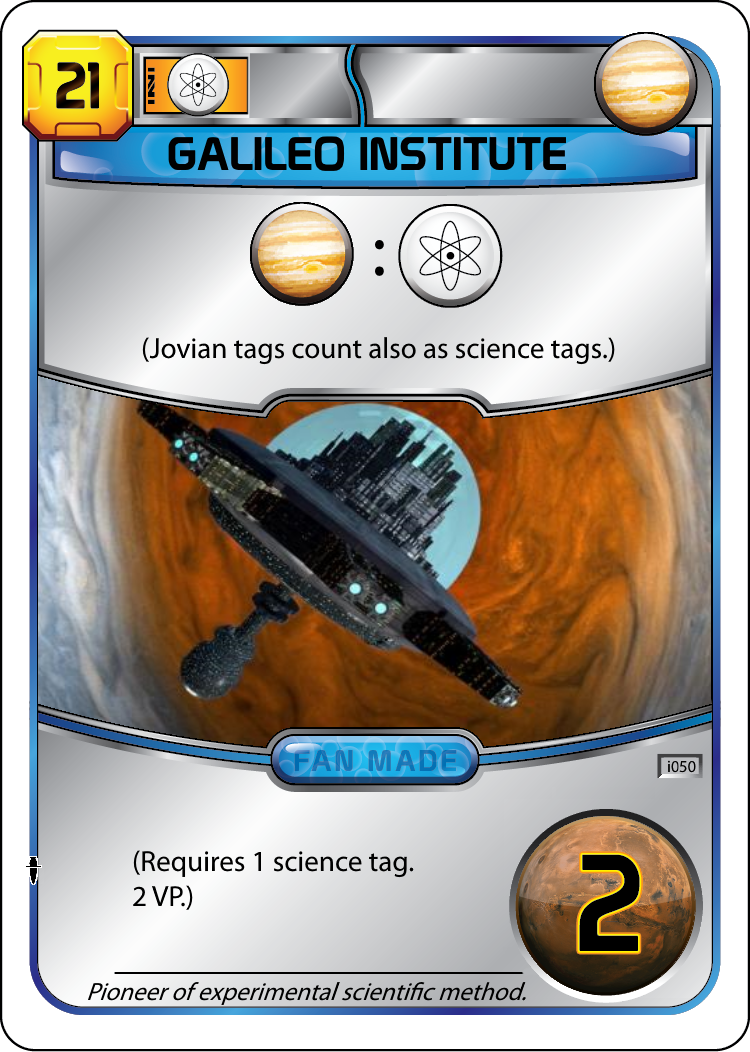 21
GALILEO INSTITUTE
:
(Jovian tags count also as science tags.)
FAN MADE
i050
(Requires 1 science tag.
2 VP.)
2
Pioneer of experimental scientific method.